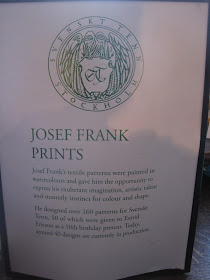 SVENSKT TENN
STOCKHOLM
JOSEF FRANK
PRINTS
Josef Frank's textile patterns were painted in
watercolours and gave him the opportunity to
express his exuberant imagination, artistic talent
and unmistakable instinct for colour and shape.
He designed over 160 patterns for Svenskt
Tenn, 50 of which were given to Estrid
Ericson as a 50th birthday present. Today,
around 40 designs are currently in production.